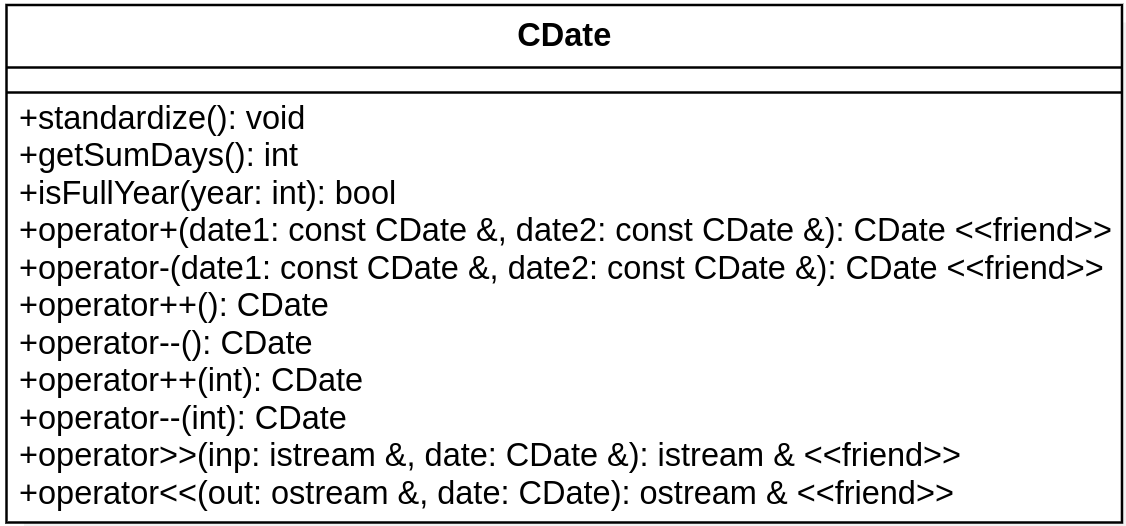 CDate
+standardize(): void
+getSumDays(): int
+isFullYear(year: int): bool
+operator+(date1: const CDate &, date2: const CDate &): CDate <<friend>>
+operator-(date1: const CDate &, date2: const CDate &): CDate <<friend>>
+operator++(): CDate
+operator--(): CDate
+operator++(int): CDate
+operator--(int): CDate
+operator>>(inp: istream &, date: CDate &): istream & <<friend>>
+operator<<(out: ostream &, date: CDate): ostream & <<friend>>